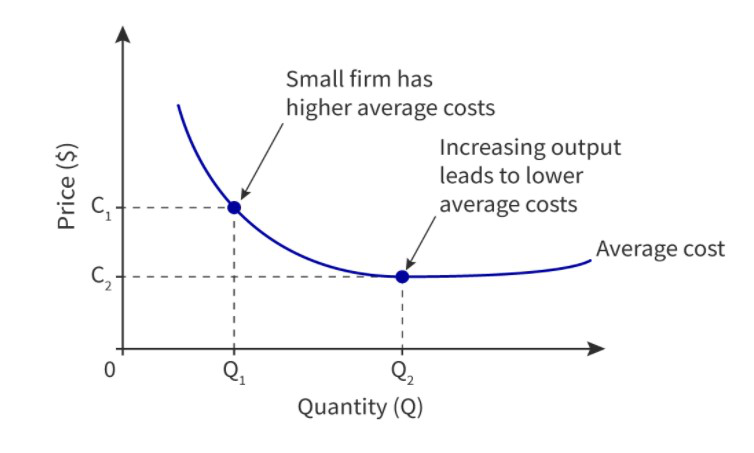 Small firm has
higher average costs
Increasing output
leads to lower
average costs
Price ($)
C₁
C₂
Average cost
0
Q₁
Q₂
Quantity (Q)